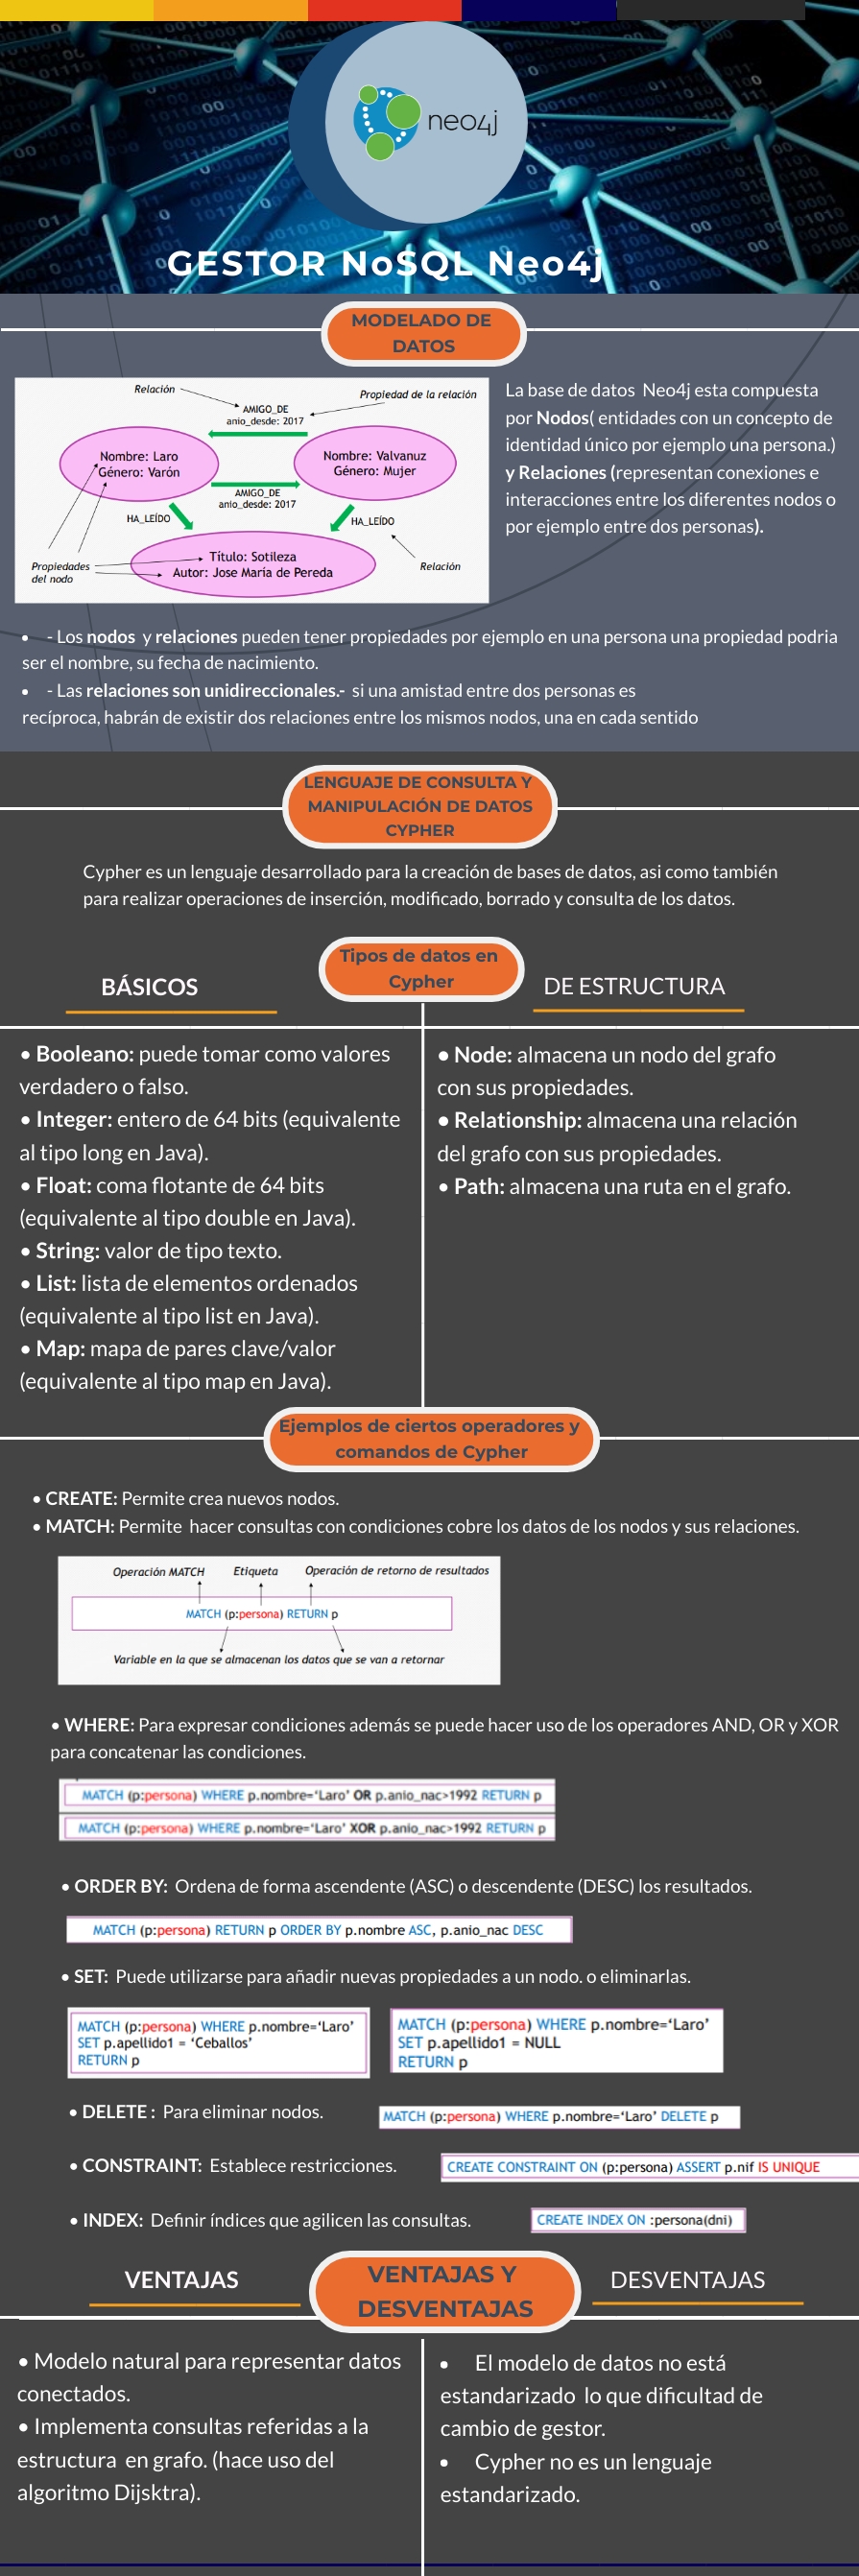 neo4j
GESTOR NoSQL Neo4j
MODELADO DE
DATOS
Relación
AMIGO_DE
anio_desde: 2017
Propiedad de la relación
Nombre: Laro
Género: Varón
Nombre: Valvanuz
Género: Mujer
AMIGO_DE
anio_desde: 2017
HA_LEÍDO
HA_LEÍDO
Propiedades
del nodo
Título: Sotileza
Autor: Jose María de Pereda
Relación
La base de datos Neo4j esta compuesta
por Nodos( entidades con un concepto de
identidad único por ejemplo una persona.)
y Relaciones (representan conexiones e
interacciones entre los diferentes nodos o
por ejemplo entre dos personas).
• - Los nodos y relaciones pueden tener propiedades por ejemplo en una persona una propiedad podria
ser el nombre, su fecha de nacimiento.
• - Las relaciones son unidireccionales.- si una amistad entre dos personas es
recíproca, habrán de existir dos relaciones entre los mismos nodos, una en cada sentido
LENGUAJE DE CONSULTA Y
MANIPULACIÓN DE DATOS
CYPHER
Cypher es un lenguaje desarrollado para la creación de bases de datos, asi como también
para realizar operaciones de inserción, modificado, borrado y consulta de los datos.
Tipos de datos en
Cypher
BÁSICOS
• Booleano: puede tomar como valores
verdadero o falso.
• Integer: entero de 64 bits (equivalente
al tipo long en Java).
• Float: coma flotante de 64 bits
(equivalente al tipo double en Java).
• String: valor de tipo texto.
• List: lista de elementos ordenados
(equivalente al tipo list en Java).
• Map: mapa de pares clave/valor
(equivalente al tipo map en Java).
DE ESTRUCTURA
• Node: almacena un nodo del grafo
con sus propiedades.
• Relationship: almacena una relación
del grafo con sus propiedades.
• Path: almacena una ruta en el grafo.
Ejemplos de ciertos operadores y
comandos de Cypher
• CREATE: Permite crea nuevos nodos.
• MATCH: Permite hacer consultas con condiciones cobre los datos de los nodos y sus relaciones.
Operación MATCH Etiqueta Operación de retorno de resultados
MATCH (p:persona) RETURN p
Variable en la que se almacenan los datos que se van a retornar
• WHERE: Para expresar condiciones además se puede hacer uso de los operadores AND, OR y XOR
para concatenar las condiciones.
MATCH (p:persona) WHERE p.nombre=‘Laro’ OR p.anio_nac>1992 RETURN p
MATCH (p:persona) WHERE p.nombre=‘Laro’ XOR p.anio_nac>1992 RETURN p
• ORDER BY: Ordena de forma ascendente (ASC) o descendente (DESC) los resultados.
MATCH (p:persona) RETURN p ORDER BY p.nombre ASC, p.anio_nac DESC
• SET: Puede utilizarse para añadir nuevas propiedades a un nodo. o eliminarlas.
MATCH (p:persona) WHERE p.nombre=‘Laro’
SET p.apellido1 = ‘Ceballos’
RETURN p
MATCH (p:persona) WHERE p.nombre=‘Laro’
SET p.apellido1 = NULL
RETURN p
• DELETE : Para eliminar nodos.
MATCH (p:persona) WHERE p.nombre=‘Laro’ DELETE p
• CONSTRAINT: Establece restricciones.
CREATE CONSTRAINT ON (p:persona) ASSERT p.nif IS UNIQUE
• INDEX: Definir índices que agilicen las consultas.
CREATE INDEX ON :persona(dni)
VENTAJAS Y
DESVENTAJAS
VENTAJAS
• Modelo natural para representar datos
conectados.
• Implementa consultas referidas a la
estructura en grafo. (hace uso del
algoritmo Dijsktra).
DESVENTAJAS
• El modelo de datos no está
estandarizado lo que dificultad de
cambio de gestor.
• Cypher no es un lenguaje
estandarizado.